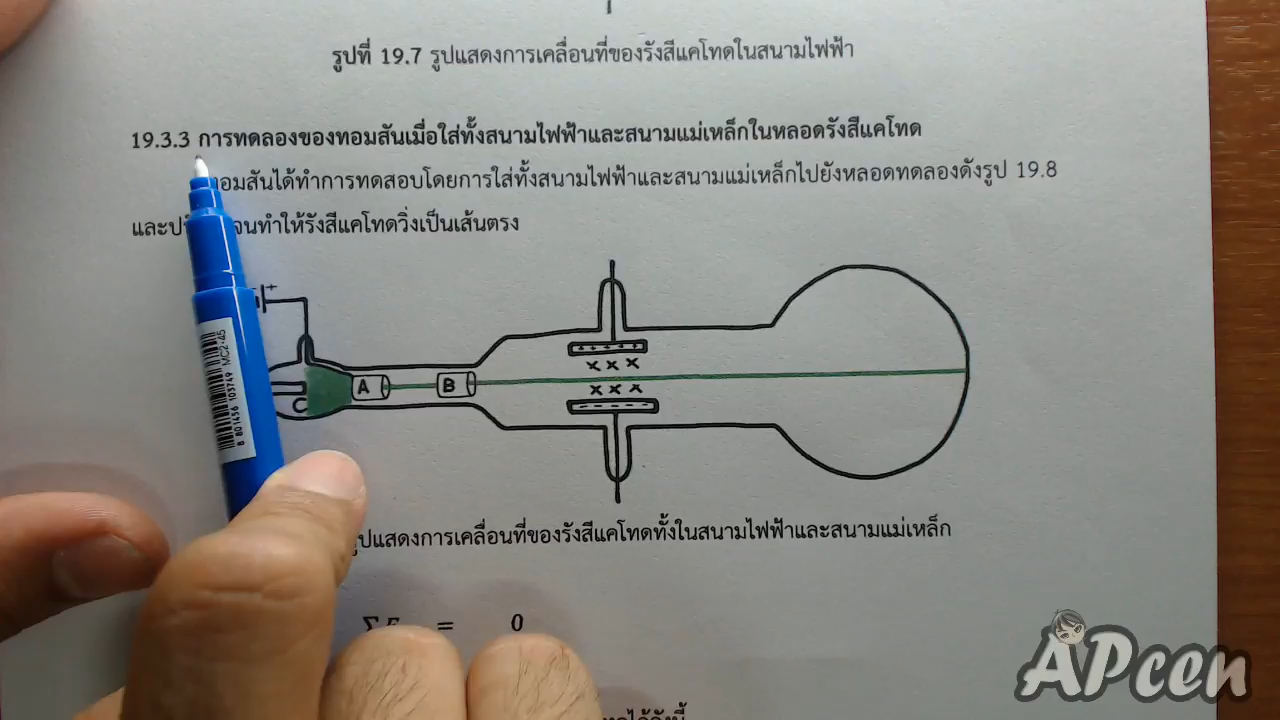 รูปที่ 19.7 รูปแสดงการเคลื่อนที่ของรังสีแคโทดในสนามไฟฟ้า
19.3.3 การทดลองของทอมสันเมื่อใส่ทั้งสนามไฟฟ้าและสนามแม่เหล็กในหลอดรังสีแคโทด
ทอมสันได้ทำการทดสอบโดยการใส่ทั้งสนามไฟฟ้าและสนามแม่เหล็กไปยังหลอดทดลองดังรูป 19.8
จนทำให้รังสีแคโทดวิ่งเป็นเส้นตรง
+
+ + + + +
× × ×
A B
C
× × ×
- - - -
รูปแสดงการเคลื่อนที่ของรังสีแคโทดทั้งในสนามไฟฟ้าและสนามแม่เหล็ก
= 0
ได้ดังนี้
MC2-45
8 801456 103749
APcen